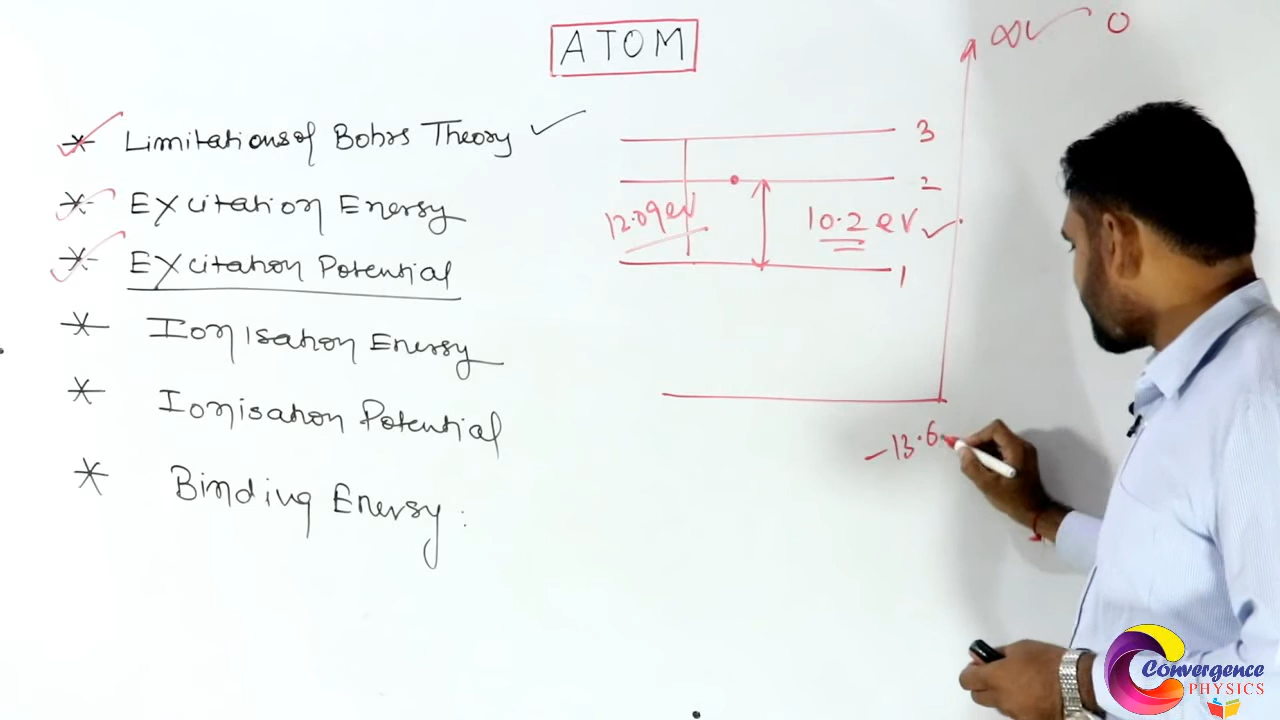 ATOM
* Limitations of Bohrs Theory
* Excitation Energy
* Excitation Potential
* Ionisation Energy
* Ionisation Potential
* Binding Energy :
∞ 0
3
2
12.09eV
10.2 eV
1
-13.6
Convergence
PHYSICS